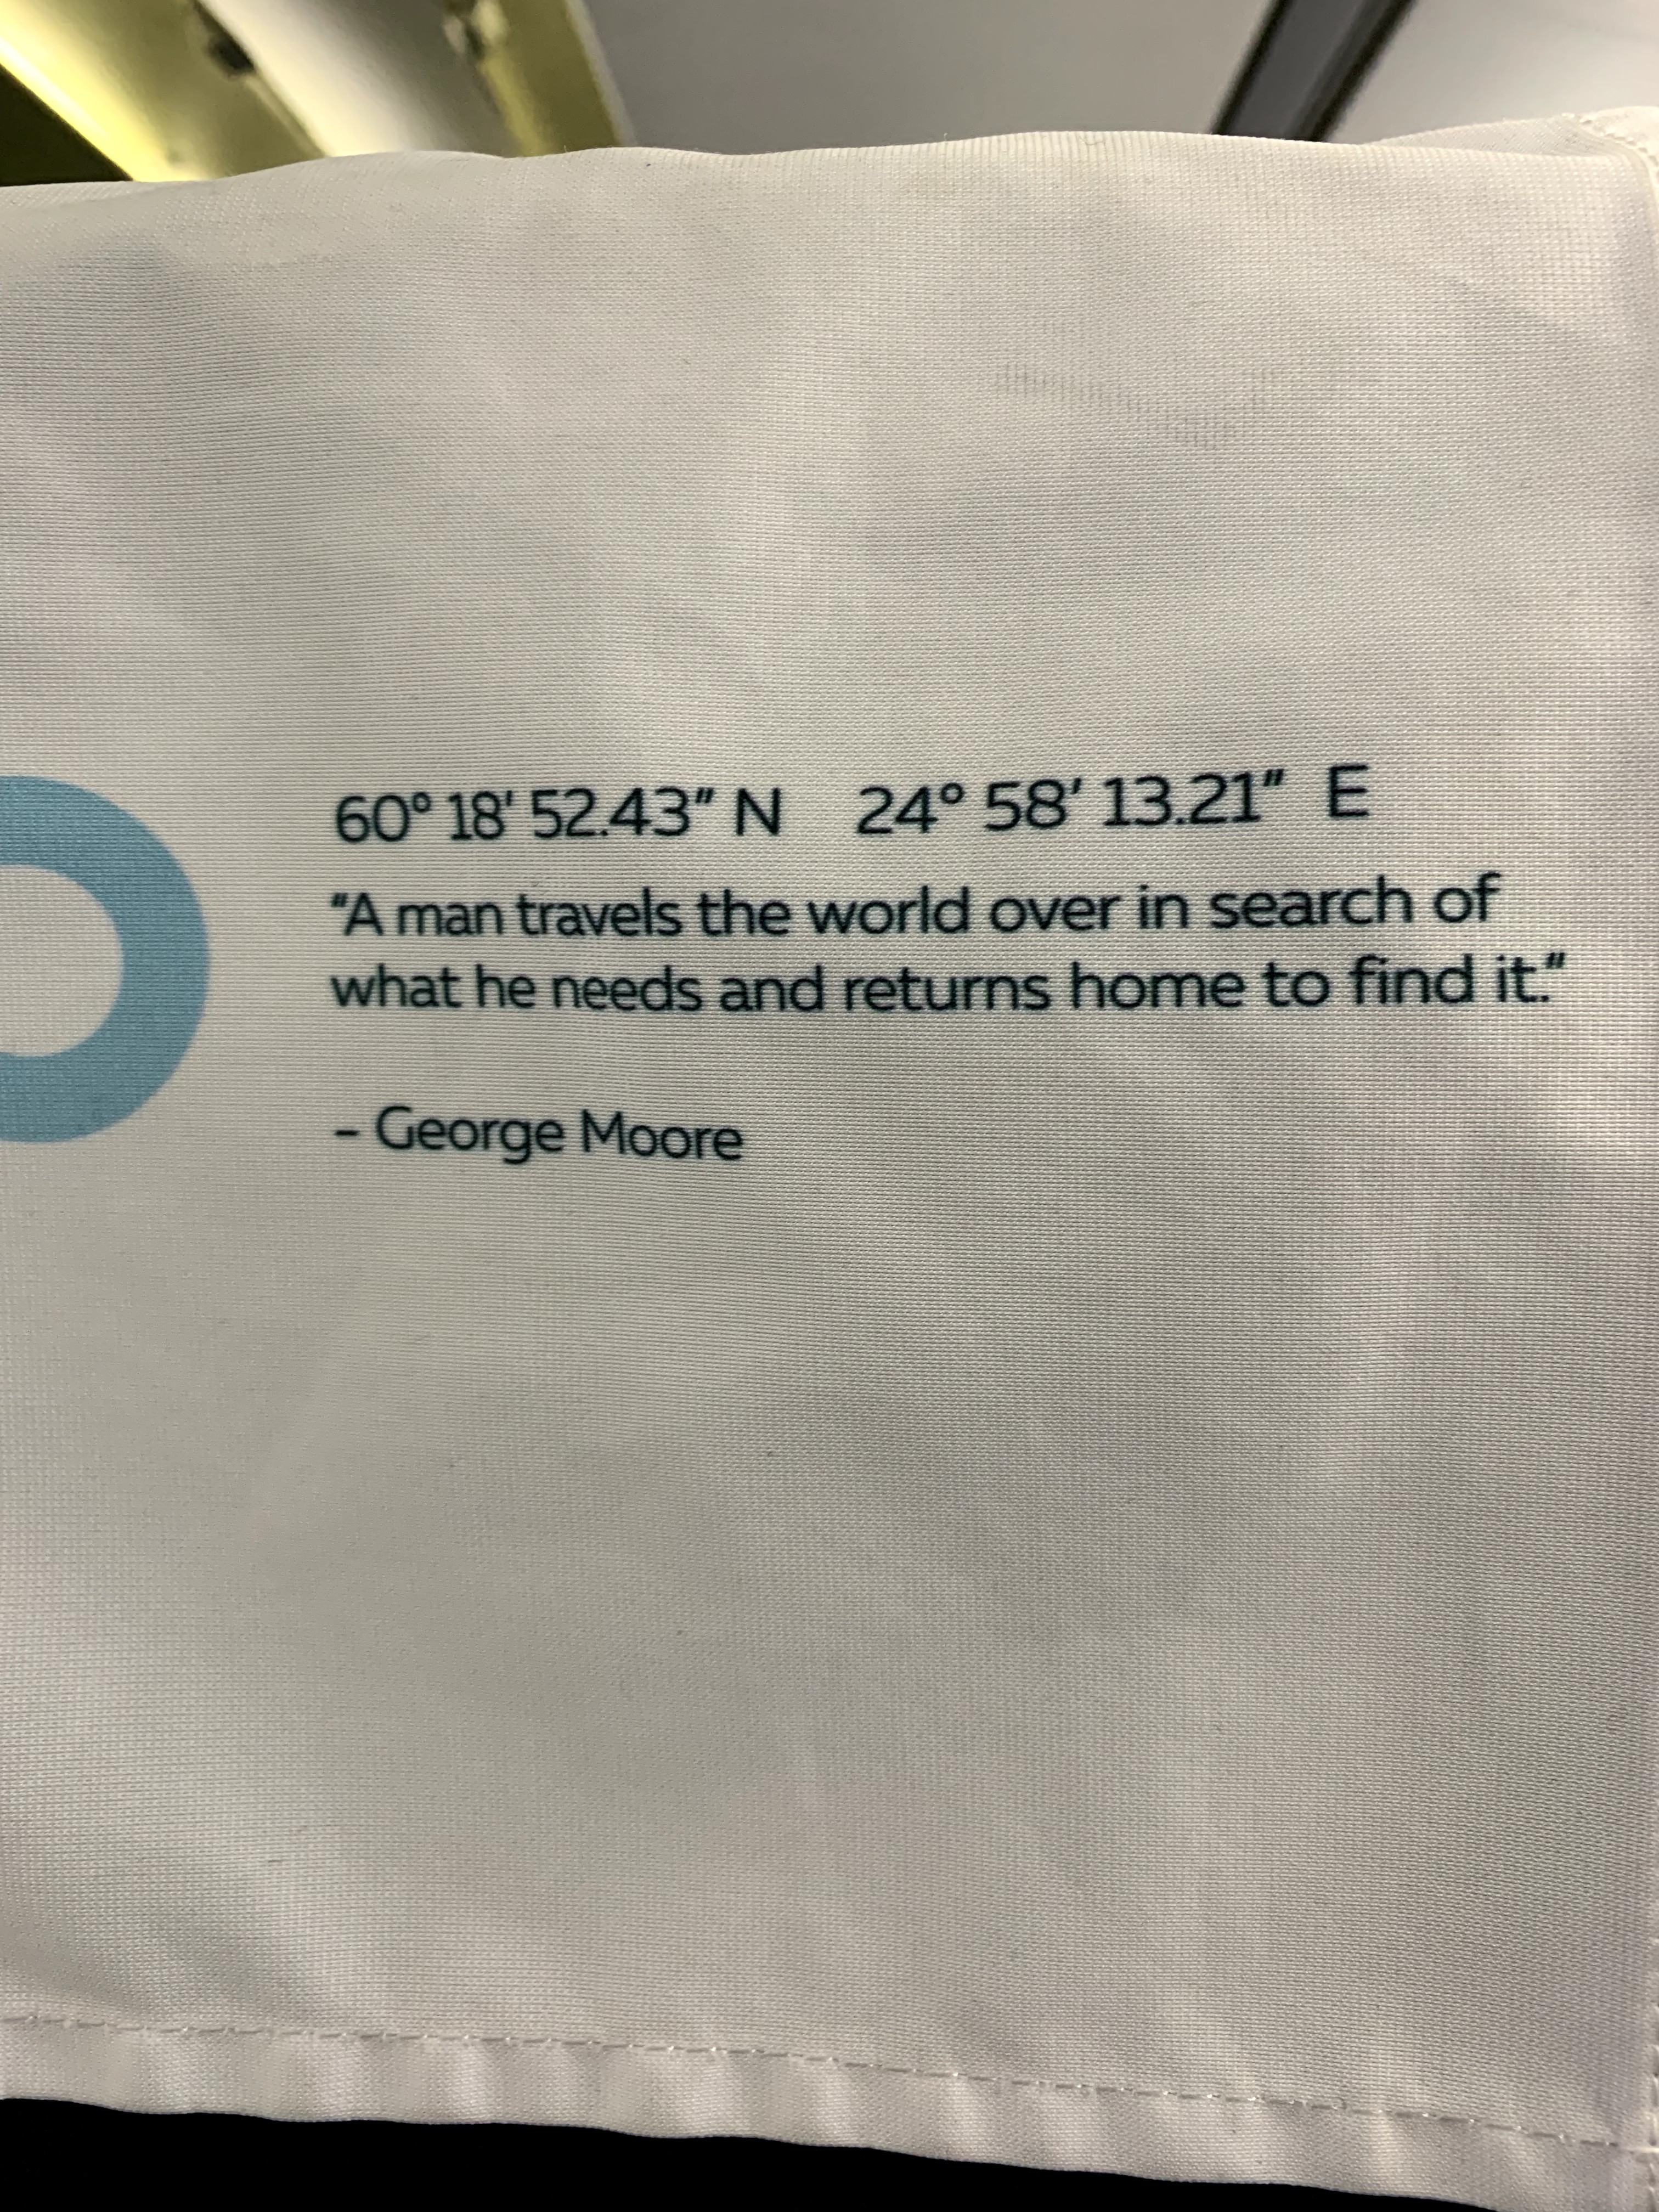 60° 18' 52.43" N 24° 58' 13.21" E
"A man travels the world over in search of
what he needs and returns home to find it."
– George Moore